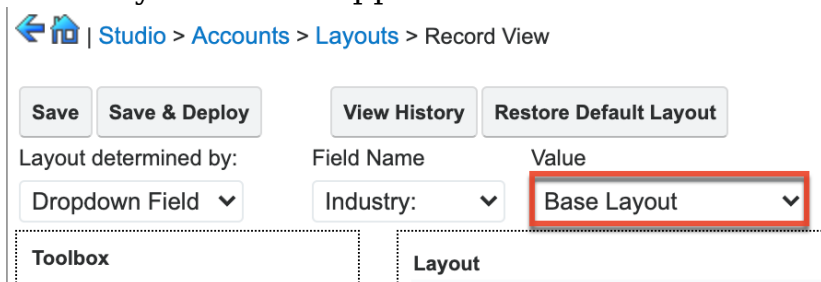 | Studio > Accounts > Layouts > Record View
Save Save & Deploy View History Restore Default Layout
Layout determined by: Field Name Value
Dropdown Field Industry: Base Layout
Toolbox
Layout